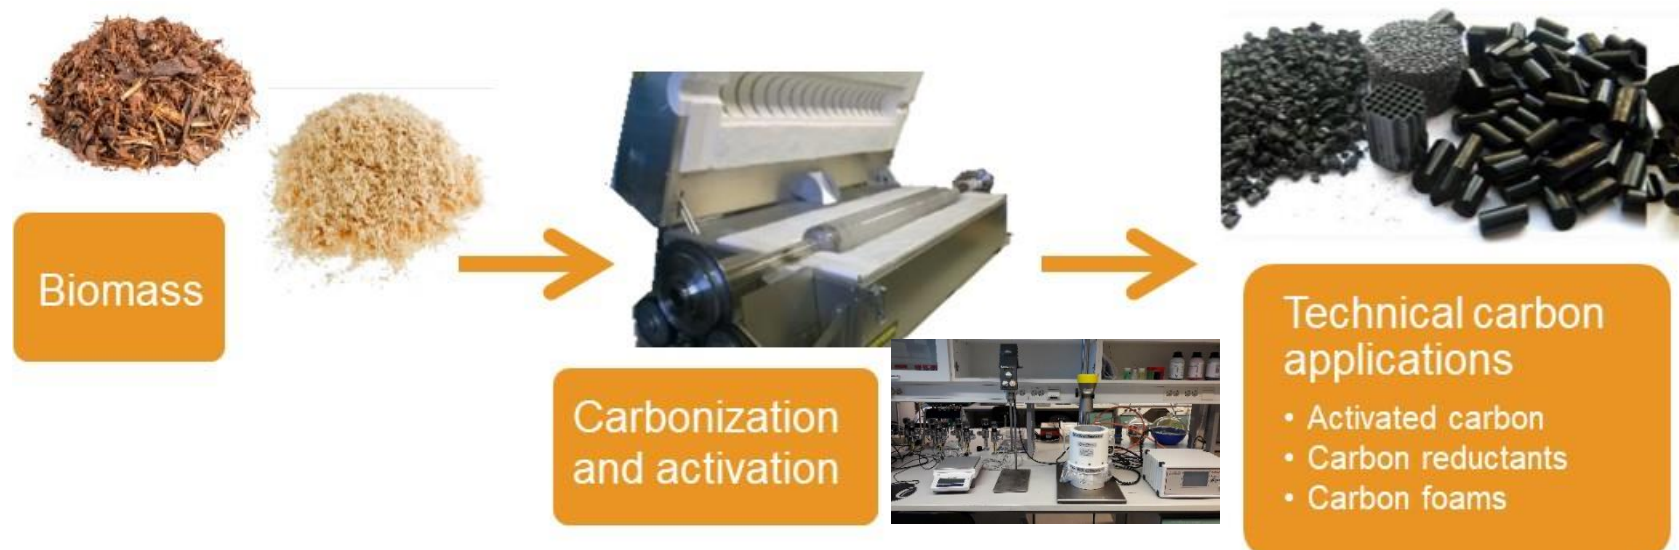 Biomass
Carbonization
and activation
Technical carbon
applications
• Activated carbon
• Carbon reductants
• Carbon foams